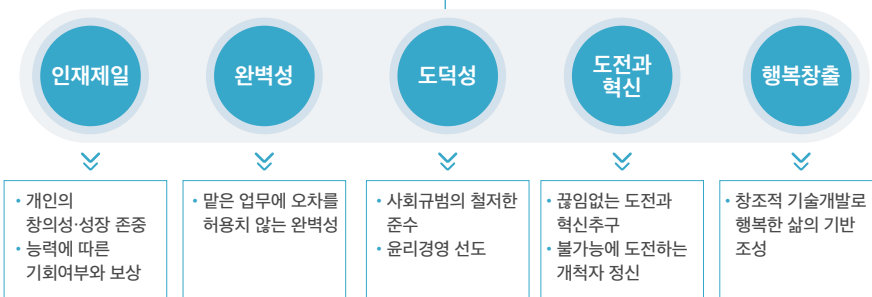 인재제일
완벽성
도덕성
도전과
혁신
행복창출
• 개인의
창의성·성장 존중
• 능력에 따른
기회여부와 보상
• 맡은 업무에 오차를
허용치 않는 완벽성
• 사회규범의 철저한
준수
• 윤리경영 선도
• 끊임없는 도전과
혁신추구
• 불가능에 도전하는
개척자 정신
• 창조적 기술개발로
행복한 삶의 기반
조성